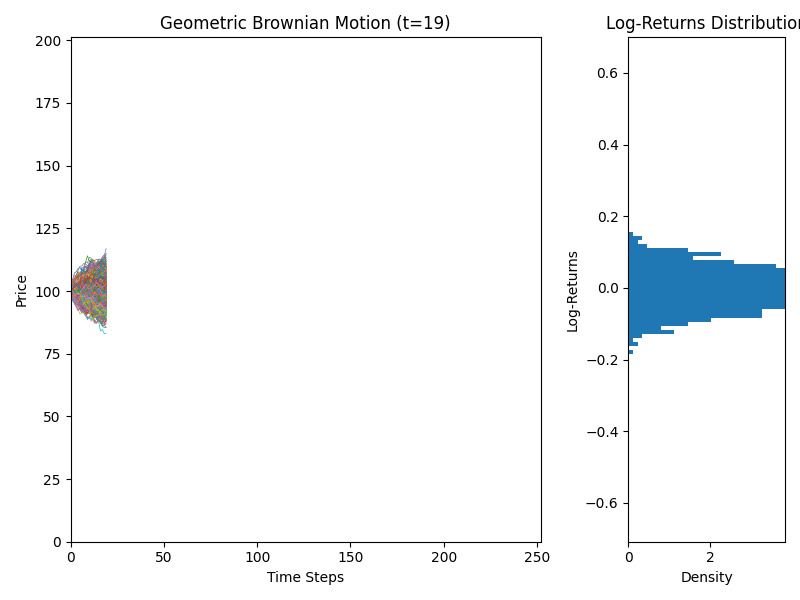 Geometric Brownian Motion (t=19)
200
175
150
125
100
75
50
25
0
Price
0 50 100 150 200 250
Time Steps
Log-Returns Distribution
0.6
0.4
0.2
0.0
−0.2
−0.4
−0.6
Log-Returns
0 2
Density